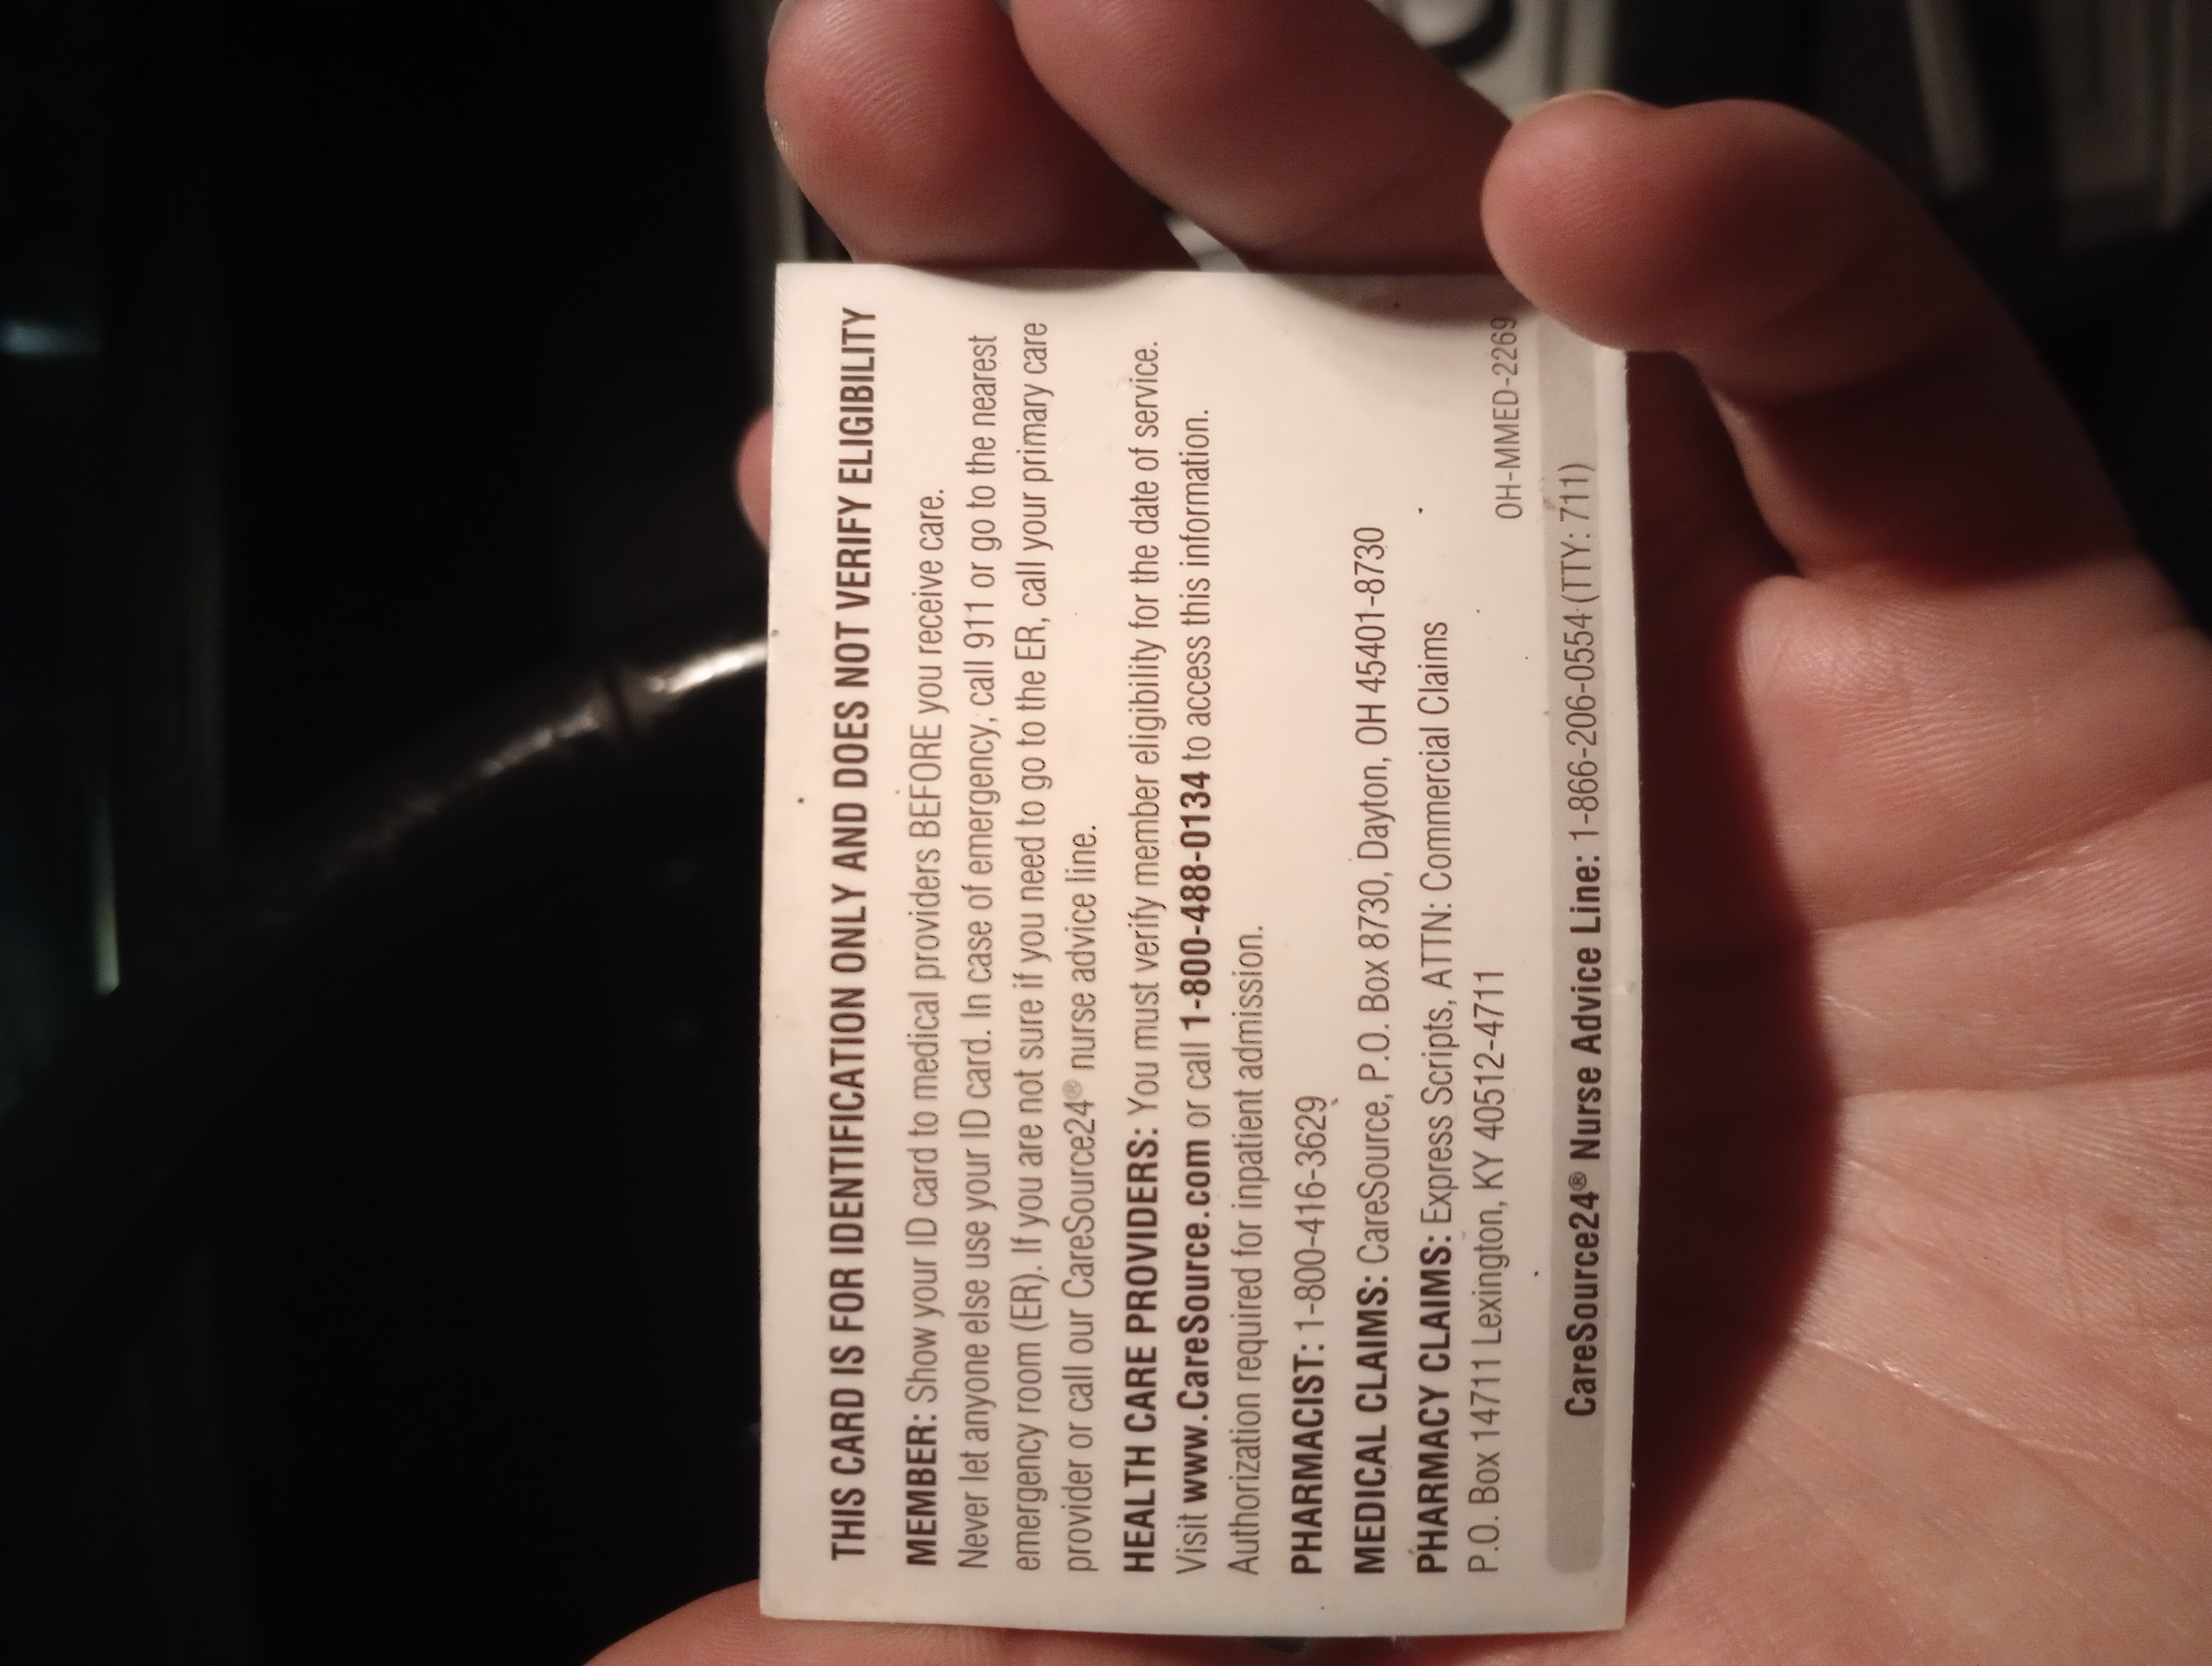 THIS CARD IS FOR IDENTIFICATION ONLY AND DOES NOT VERIFY ELIGIBILITY
MEMBER: Show your ID card to medical providers BEFORE you receive care.
Never let anyone else use your ID card. In case of emergency, call 911 or go to the nearest
emergency room (ER). If you are not sure if you need to go to the ER, call your primary care
provider or call our CareSource24® nurse advice line.
HEALTH CARE PROVIDERS: You must verify member eligibility for the date of service.
Visit www.CareSource.com or call 1-800-488-0134 to access this information.
Authorization required for inpatient admission.
PHARMACIST: 1-800-416-3629
MEDICAL CLAIMS: CareSource, P.O. Box 8730, Dayton, OH 45401-8730
PHARMACY CLAIMS: Express Scripts, ATTN: Commercial Claims
P.O. Box 14711 Lexington, KY 40512-4711
OH-MMED-2269
CareSource24® Nurse Advice Line: 1-866-206-0554 (TTY: 711)